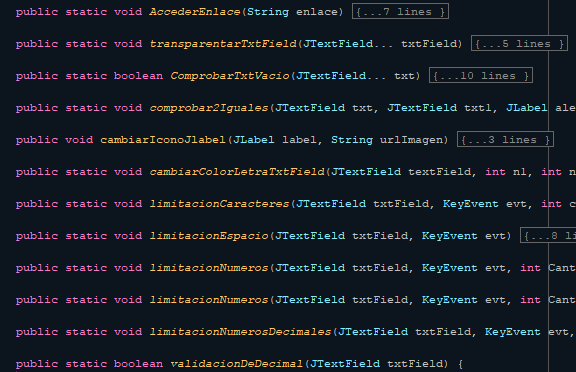 public static void AccederEnlace(String enlace) {...7 lines }
public static void transparentarTxtField(JTextField... txtField) {...5 lines }
public static boolean ComprobarTxtVacio(JTextField... txt) {...10 lines }
public static void comprobar2Iguales(JTextField txt, JTextField txt1, JLabel ale
public void cambiarIconoJlabel(JLabel label, String urlImagen) {...3 lines }
public static void cambiarColorLetraTxtField(JTextField textField, int n1, int n
public static void limitacionCaracteres(JTextField txtField, KeyEvent evt, int c
public static void limitacionEspacio(JTextField txtField, KeyEvent evt) {...8 li
public static void limitacionNumeros(JTextField txtField, KeyEvent evt, int Cant
public static void limitacionNumeros(JTextField txtField, KeyEvent evt, int Cant
public static void limitacionNumerosDecimales(JTextField txtField, KeyEvent evt,
public static boolean validacionDeDecimal(JTextField txtField) {